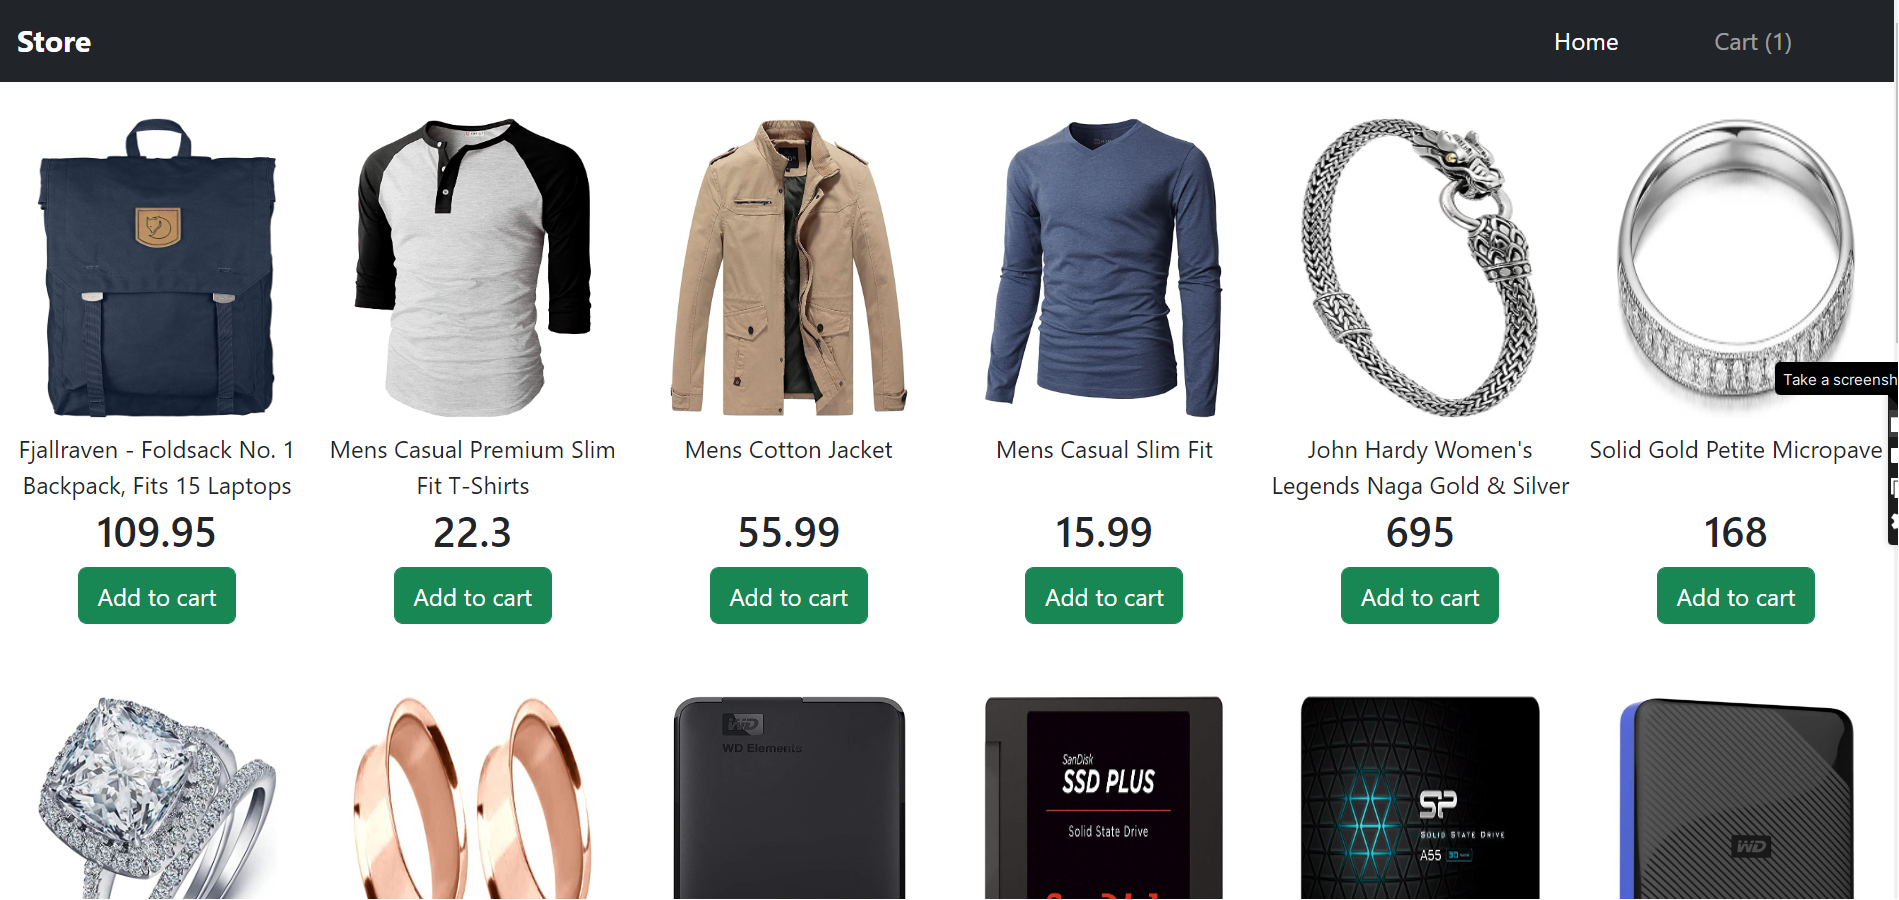 Store
Home
Cart (1)
Take a screensh
Fjallraven - Foldsack No. 1
Backpack, Fits 15 Laptops
109.95
Add to cart
Mens Casual Premium Slim
Fit T-Shirts
22.3
Add to cart
Mens Cotton Jacket
55.99
Add to cart
Mens Casual Slim Fit
15.99
Add to cart
John Hardy Women's
Legends Naga Gold & Silver
695
Add to cart
Solid Gold Petite Micropave
168
Add to cart
WD
WD Elements
SanDisk
SSD PLUS
Solid State Drive
SP
SOLID STATE DRIVE
A55
WD